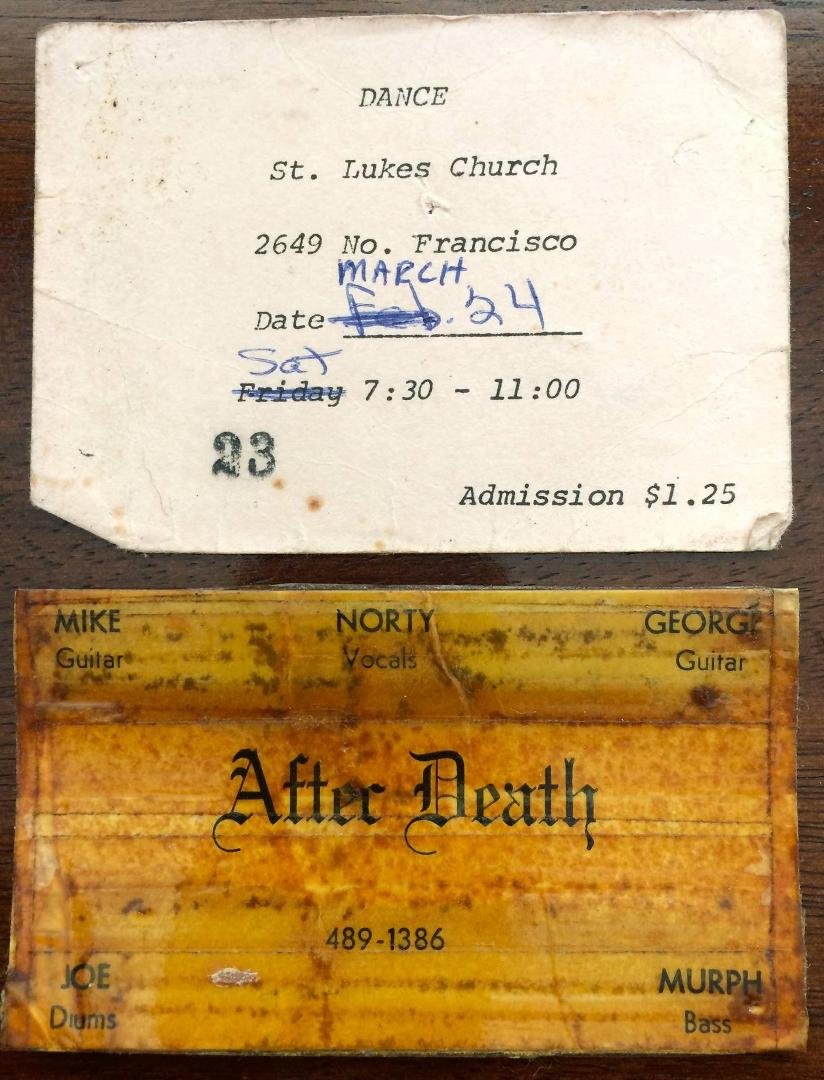 DANCE
St. Lukes Church
2649 No. Francisco
MARCH
Date Feb. 24
Sat
Friday 7:30 - 11:00
23
Admission $1.25
MIKE NORTY GEORGE
Guitar Vocals Guitar
After Death
489-1386
JOE MURPH
Drums Bass